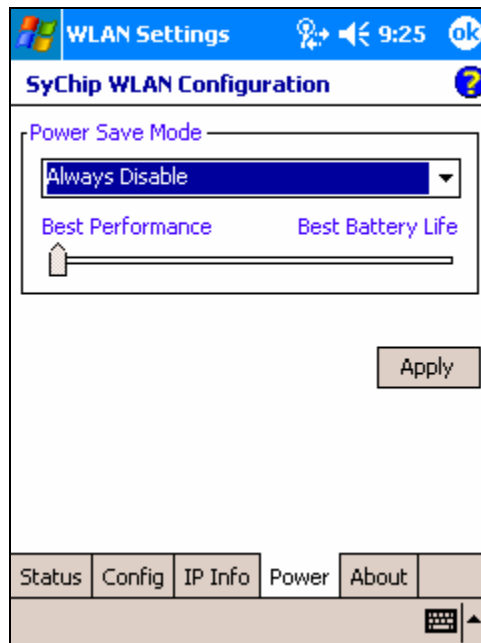 WLAN Settings 9:25 ok
SyChip WLAN Configuration ?
Power Save Mode
Always Disable
Best Performance Best Battery Life
Apply
Status Config IP Info Power About